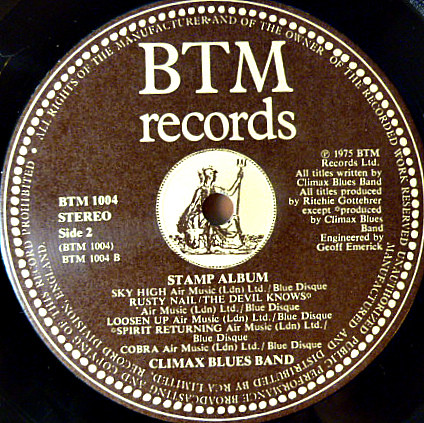 BTM
records
BTM 1004
STEREO
Side 2
(BTM 1004)
BTM 1004 B
℗ 1975 BTM
Records Ltd.
All titles written by
Climax Blues Band
All titles produced
by
Ritchie Gottehrer
except ©produced
by Climax Blues
Band
Engineered by
Geoff Emerick
STAMP ALBUM
SKY HIGH Air Music (Ldn) Ltd./Blue Disque
RUSTY NAIL/THE DEVIL KNOWS©
Air Music (Ldn) Ltd./Blue Disque
LOOSEN UP Air Music (Ldn) Ltd./Blue Disque
©SPIRIT RETURNING Air Music (Ldn) Ltd./
Blue Disque
COBRA Air Music (Ldn) Ltd./Blue Disque
CLIMAX BLUES BAND
ALL RIGHTS OF THE MANUFACTURER AND OF THE OWNER OF THE RECORDED WORK RESERVED UNAUTHORIZED PUBLIC PERFORMANCE BROADCASTING AND COPYING OF THIS RECORD PROHIBITED
MANUFACTURED AND DISTRIBUTED BY RCA LIMITED, RECORD DIVISION, ENGLAND